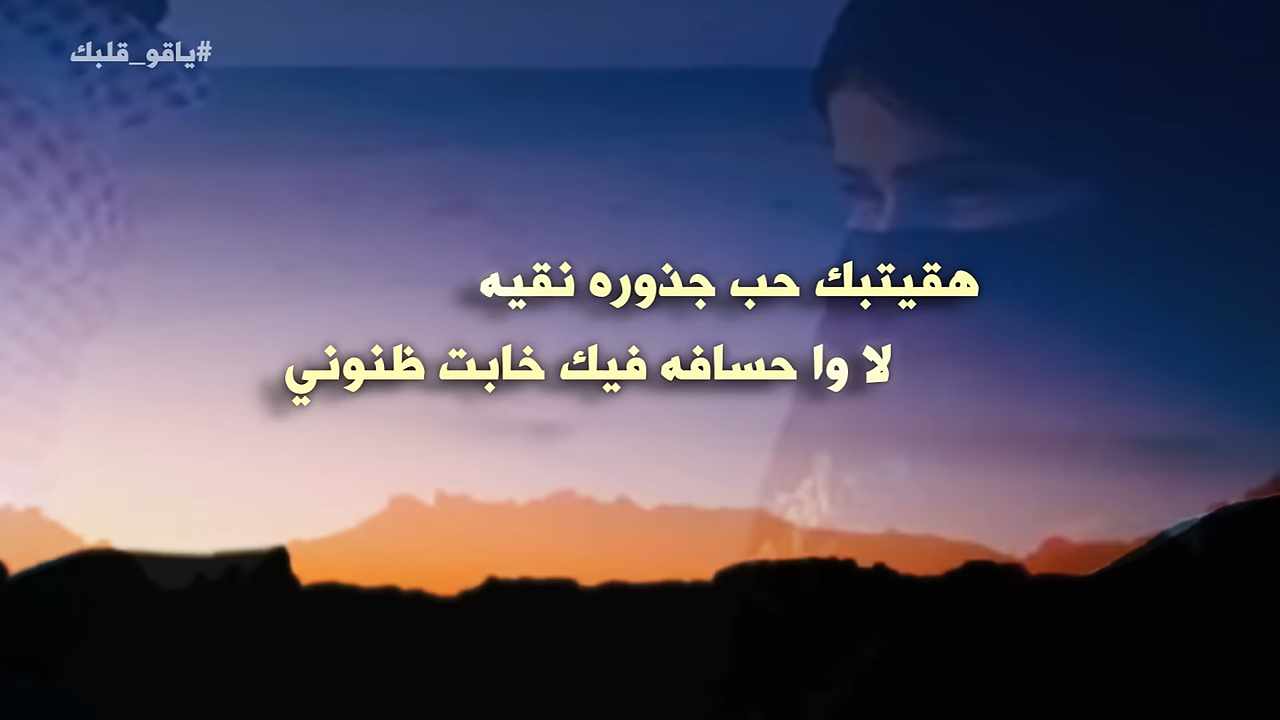 #ياقو_قلبك
هقيتبك حب جذوره نقيه
لا وا حسافه فيك خابت ظنوني